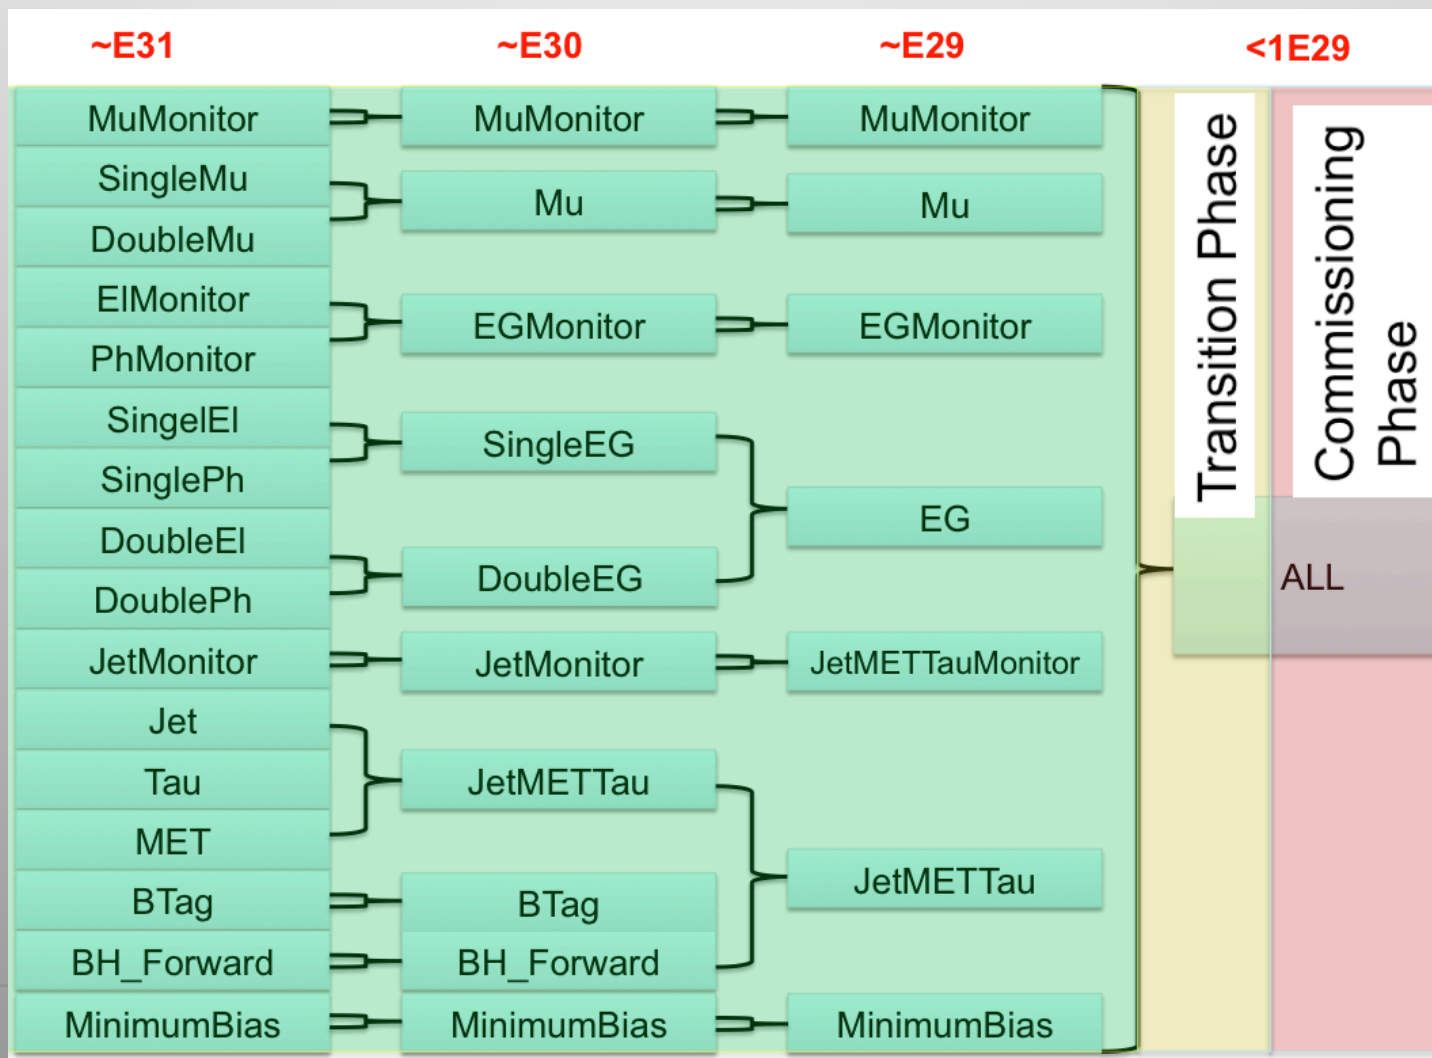 ~E31
~E30
~E29
<1E29
MuMonitor
MuMonitor
MuMonitor
SingleMu
Mu
Mu
DoubleMu
ElMonitor
EGMonitor
EGMonitor
PhMonitor
SingelEl
SingleEG
SinglePh
EG
DoubleEl
DoubleEG
DoublePh
JetMonitor
JetMonitor
JetMETTauMonitor
Jet
Tau
JetMETTau
MET
JetMETTau
BTag
BTag
BH_Forward
BH_Forward
MinimumBias
MinimumBias
MinimumBias
Transition Phase
Commissioning
Phase
ALL